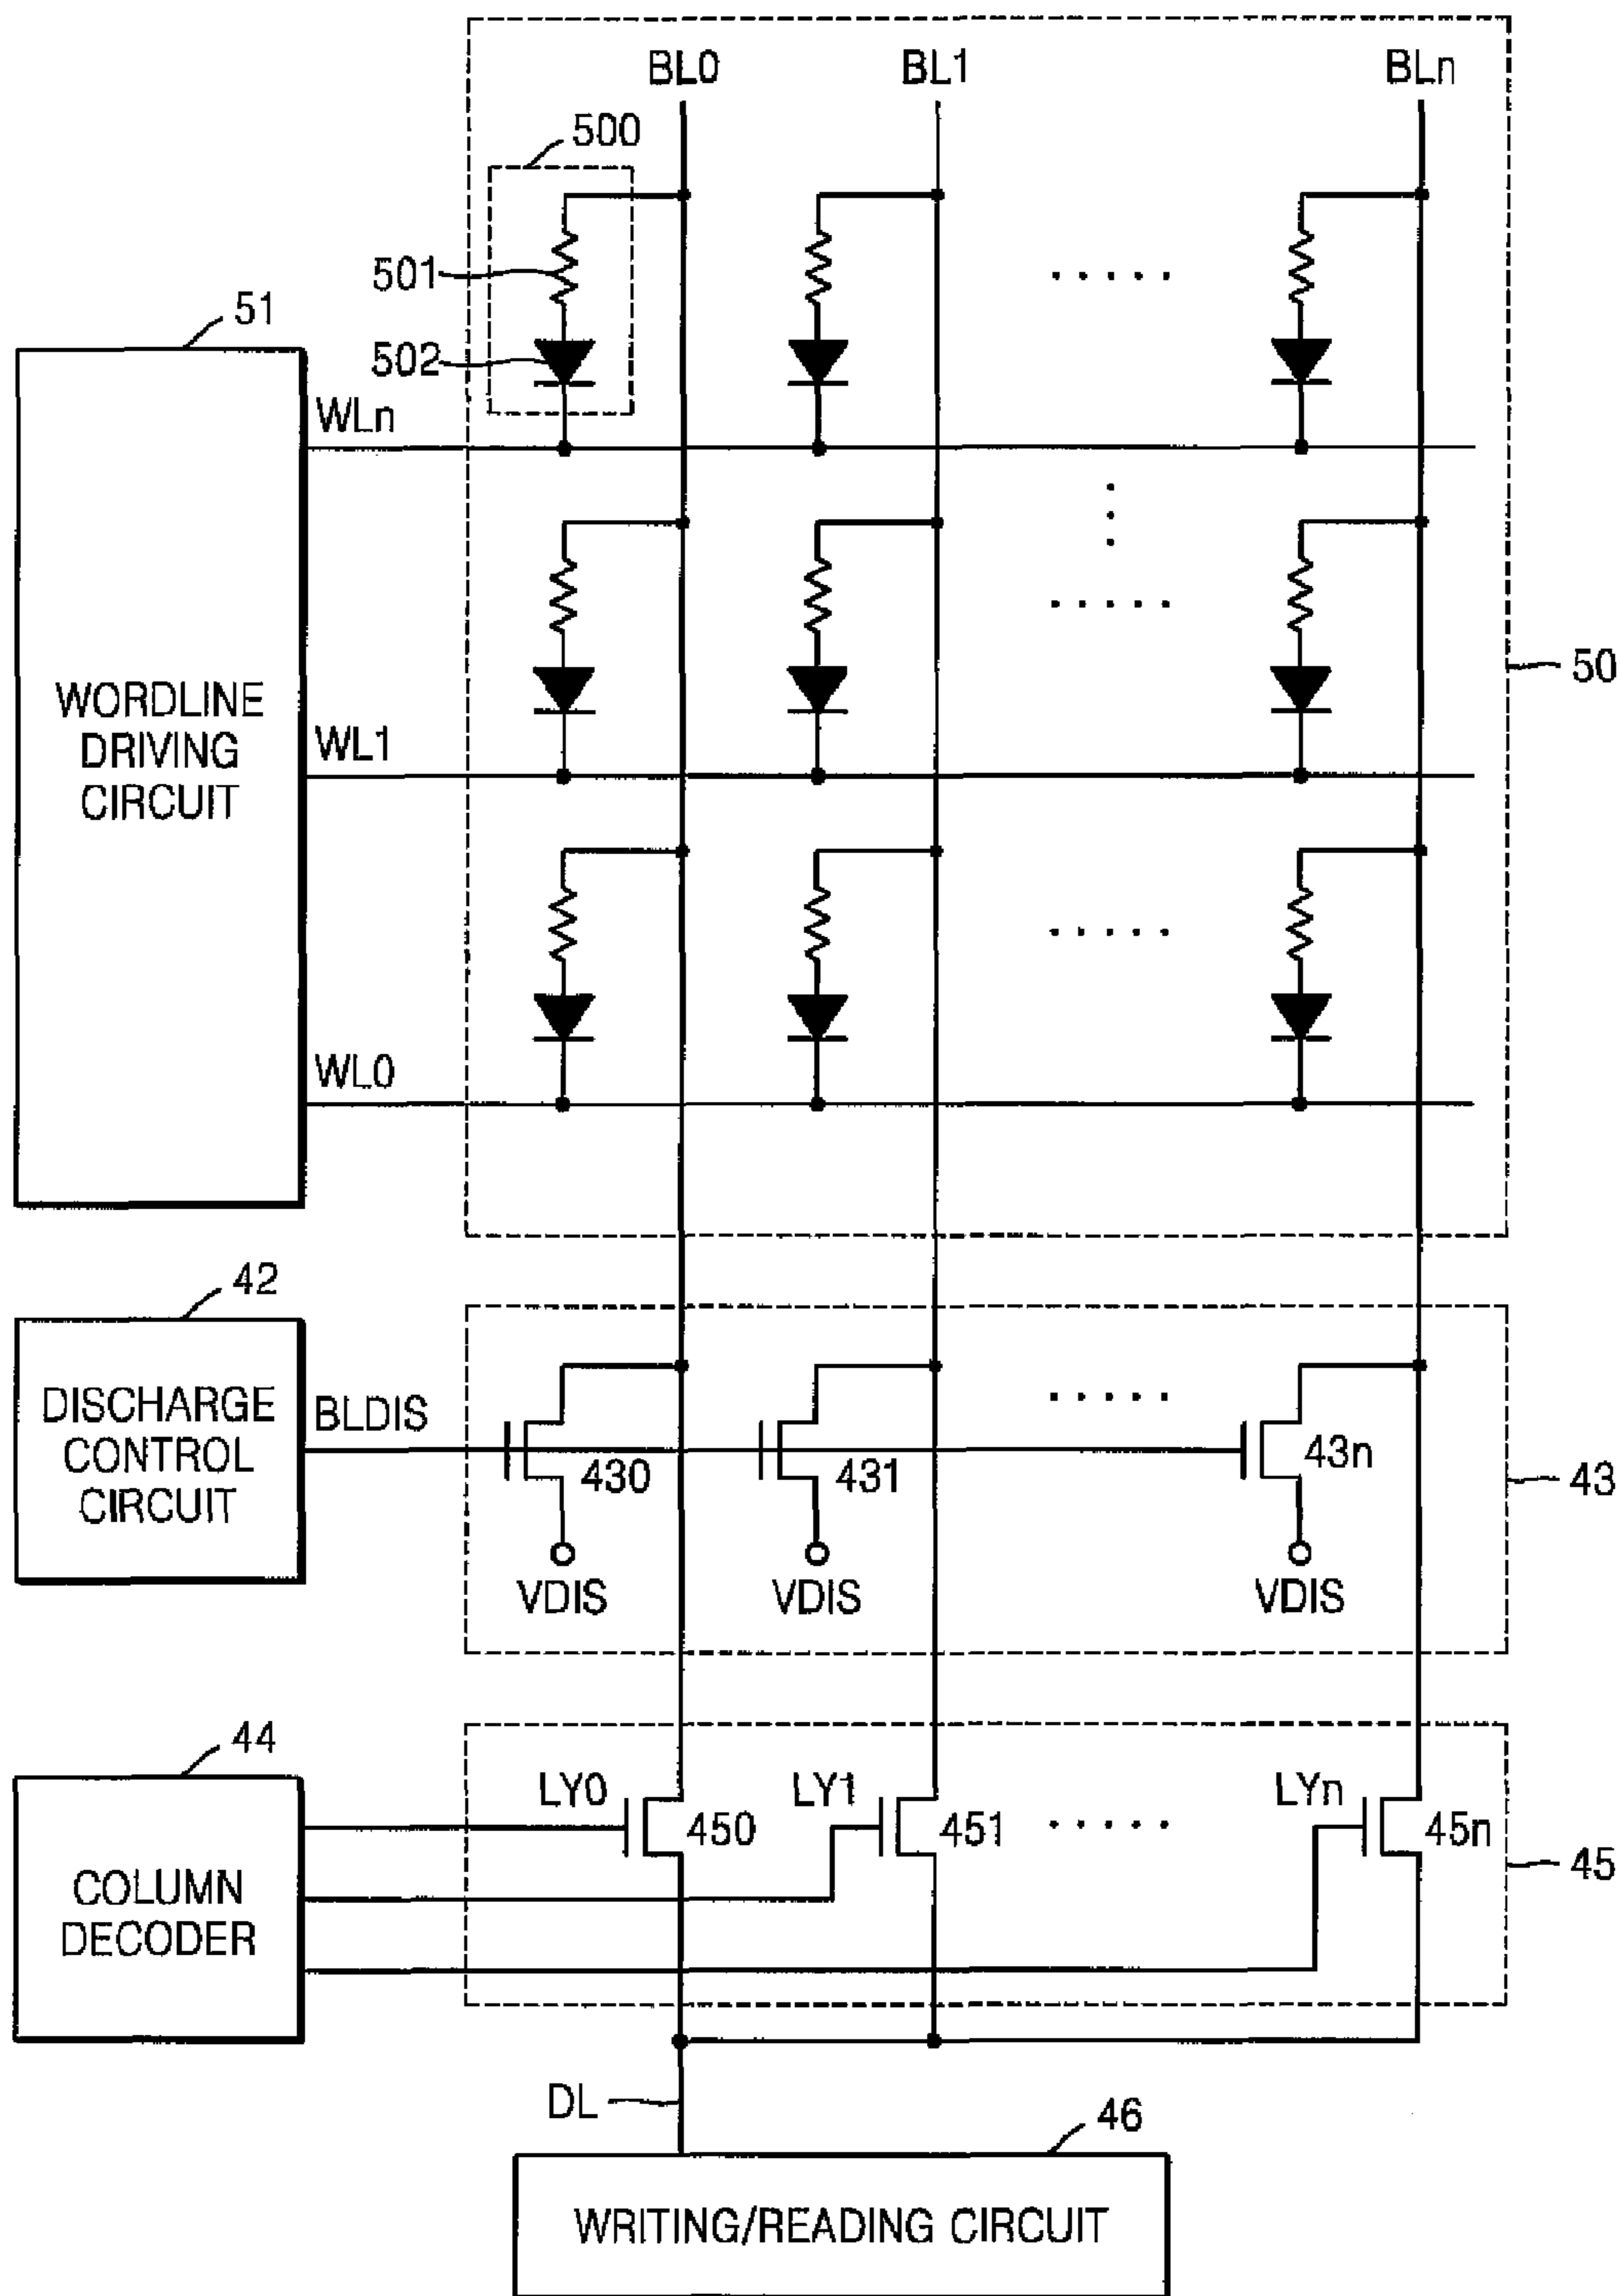 BL0 BL1 BLn
500
501
51
502
WLn
50
WORDLINE
DRIVING
CIRCUIT
WL1
WL0
42
DISCHARGE
CONTROL
CIRCUIT
BLDIS
430 431 43n
43
VDIS VDIS VDIS
44
LY0 LY1 LYn
450 451 45n
45
COLUMN
DECODER
DL
46
WRITING/READING CIRCUIT